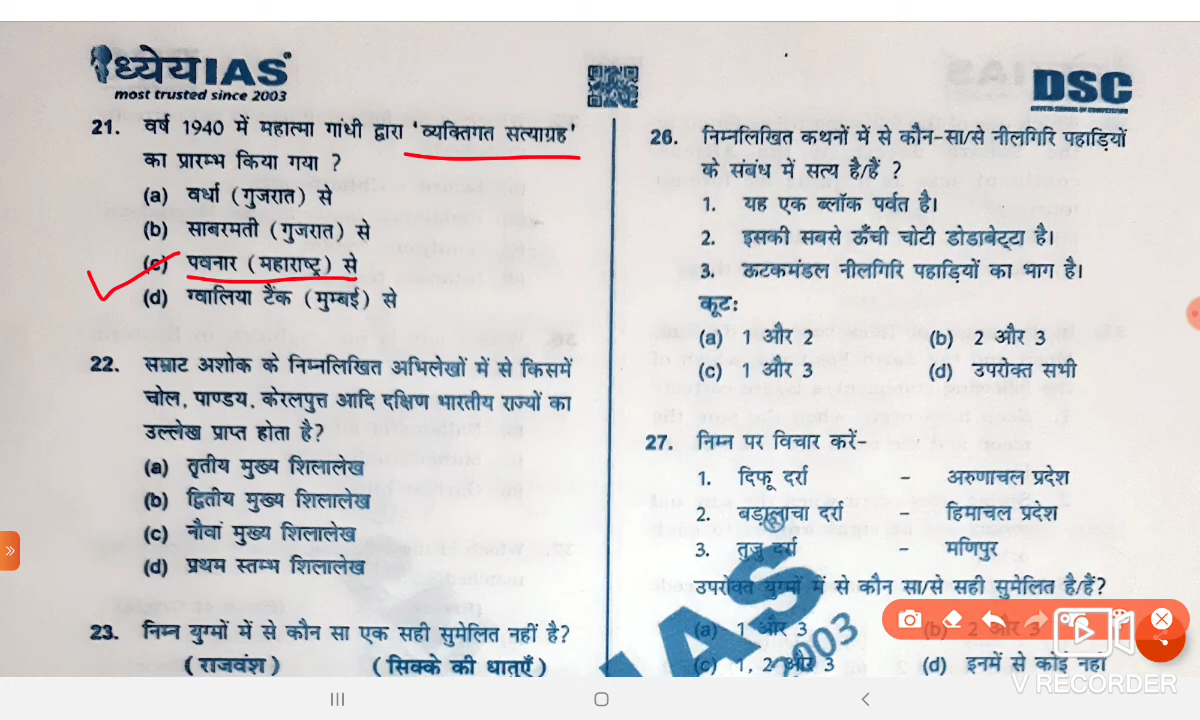 ध्येयIAS
most trusted since 2003
DSC
21. वर्ष 1940 में महात्मा गांधी द्वारा 'व्यक्तिगत सत्याग्रह'
का प्रारम्भ किया गया ?
(a) वर्धा (गुजरात) से
(b) साबरमती (गुजरात) से
(c) पवनार (महाराष्ट्र) से
(d) ग्वालिया टैंक (मुम्बई) से
22. सम्राट अशोक के निम्नलिखित अभिलेखों में से किसमें
चोल, पाण्डय, केरलपुत्त आदि दक्षिण भारतीय राज्यों का
उल्लेख प्राप्त होता है?
(a) तृतीय मुख्य शिलालेख
(b) द्वितीय मुख्य शिलालेख
(c) नौवां मुख्य शिलालेख
(d) प्रथम स्तम्भ शिलालेख
23. निम्न युग्मों में से कौन सा एक सही सुमेलित नहीं है?
(राजवंश) (सिक्के की धातुएँ)
26. निम्नलिखित कथनों में से कौन-सा/से नीलगिरि पहाड़ियों
के संबंध में सत्य है/हैं ?
1. यह एक ब्लॉक पर्वत है।
2. इसकी सबसे ऊँची चोटी डोडाबेट्टा है।
3. ऊटकमंडल नीलगिरि पहाड़ियों का भाग है।
कूटः
(a) 1 और 2 (b) 2 और 3
(c) 1 और 3 (d) उपरोक्त सभी
27. निम्न पर विचार करें-
1. दिफू दर्रा - अरुणाचल प्रदेश
2. बड़ालाचा दर्रा - हिमाचल प्रदेश
3. तुजु दर्रा - मणिपुर
उपरोक्त युग्मों में से कौन सा/से सही सुमेलित है/हैं?
(a) 1 और 3 (b) 2 और 3
(c) 1, 2 और 3 (d) इनमें से कोई नहीं
IAS
2003
V RECORDER